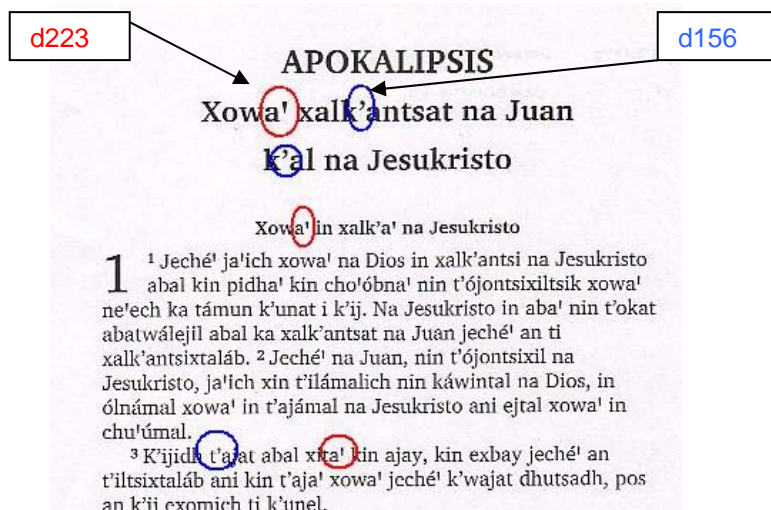 d223
d156
APOKALIPSIS
Xowa' xalk’antsat na Juan
k’al na Jesukristo
Xowa' in xalk’a' na Jesukristo
1 ¹ Jeché' ja'ich xowa' na Dios in xalk’antsi na Jesukristo
abal kin pidha' kin cho'óbna' nin t’ójontsixiltsik xowa'
ne'ech ka támun k’unat i k’ij. Na Jesukristo in aba' nin t’okat
abatwálejil abal ka xalk’antsat na Juan jeché' an ti
xalk’antsixtaláb. ² Jeché' na Juan, nin t’ójontsixil na
Jesukristo, ja'ich xin t’ilámalich nin káwintal na Dios, in
ólnámal xowa' in t’ajámal na Jesukristo ani ejtal xowa' in
chu'úmal.
³ K’ijidh t’ajat abal xita' kin ajay, kin exbay jeché' an
t’iltsixtaláb ani kin t’aja' xowa' jeché' k’wajat dhutsadh, pos
an k’ij exomich ti k’unel.